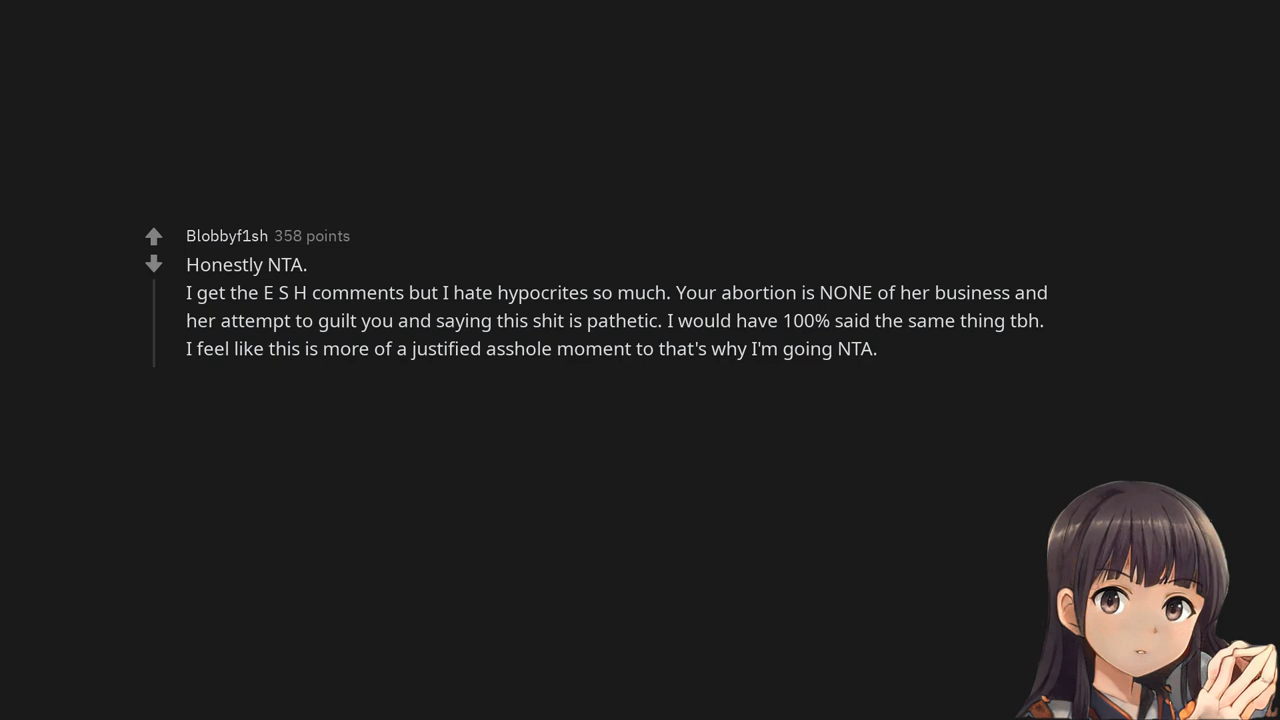 Blobbyf1sh 358 points
Honestly NTA.
I get the E S H comments but I hate hypocrites so much. Your abortion is NONE of her business and
her attempt to guilt you and saying this shit is pathetic. I would have 100% said the same thing tbh.
I feel like this is more of a justified asshole moment to that's why I'm going NTA.